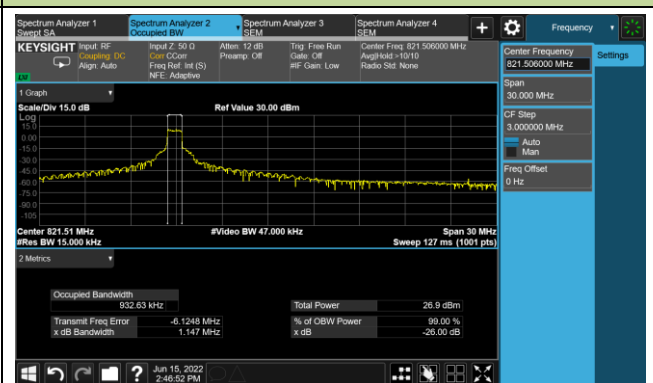 Spectrum Analyzer 1
Swept SA
Spectrum Analyzer 2
Occupied BW
Spectrum Analyzer 3
SEM
Spectrum Analyzer 4
SEM
+
Frequency
KEYSIGHT
Input: RF
Coupling: DC
Align: Auto
Input Z: 50 Ω
Corr CCorr
Freq Ref: Int (S)
NFE: Adaptive
Atten: 12 dB
Preamp: Off
Trig: Free Run
Gate: Off
#IF Gain: Low
Center Freq: 821.506000 MHz
Avg|Hold:>10/10
Radio Std: None
Center Frequency
821.506000 MHz
Settings
Span
30.000 MHz
CF Step
3.000000 MHz
Auto
Man
Freq Offset
0 Hz
1 Graph
Scale/Div 15.0 dB
Ref Value 30.00 dBm
Log
15.0
0.00
-15.0
-30.0
-45.0
-60.0
-75.0
-90.0
-105
Center 821.51 MHz
#Video BW 47.000 kHz
Span 30 MHz
#Res BW 15.000 kHz
Sweep 127 ms (1001 pts)
2 Metrics
Occupied Bandwidth
932.63 kHz
Total Power 26.9 dBm
Transmit Freq Error -6.1248 MHz
% of OBW Power 99.00 %
x dB Bandwidth 1.147 MHz
x dB -26.00 dB
?
Jun 15, 2022
2:46:52 PM